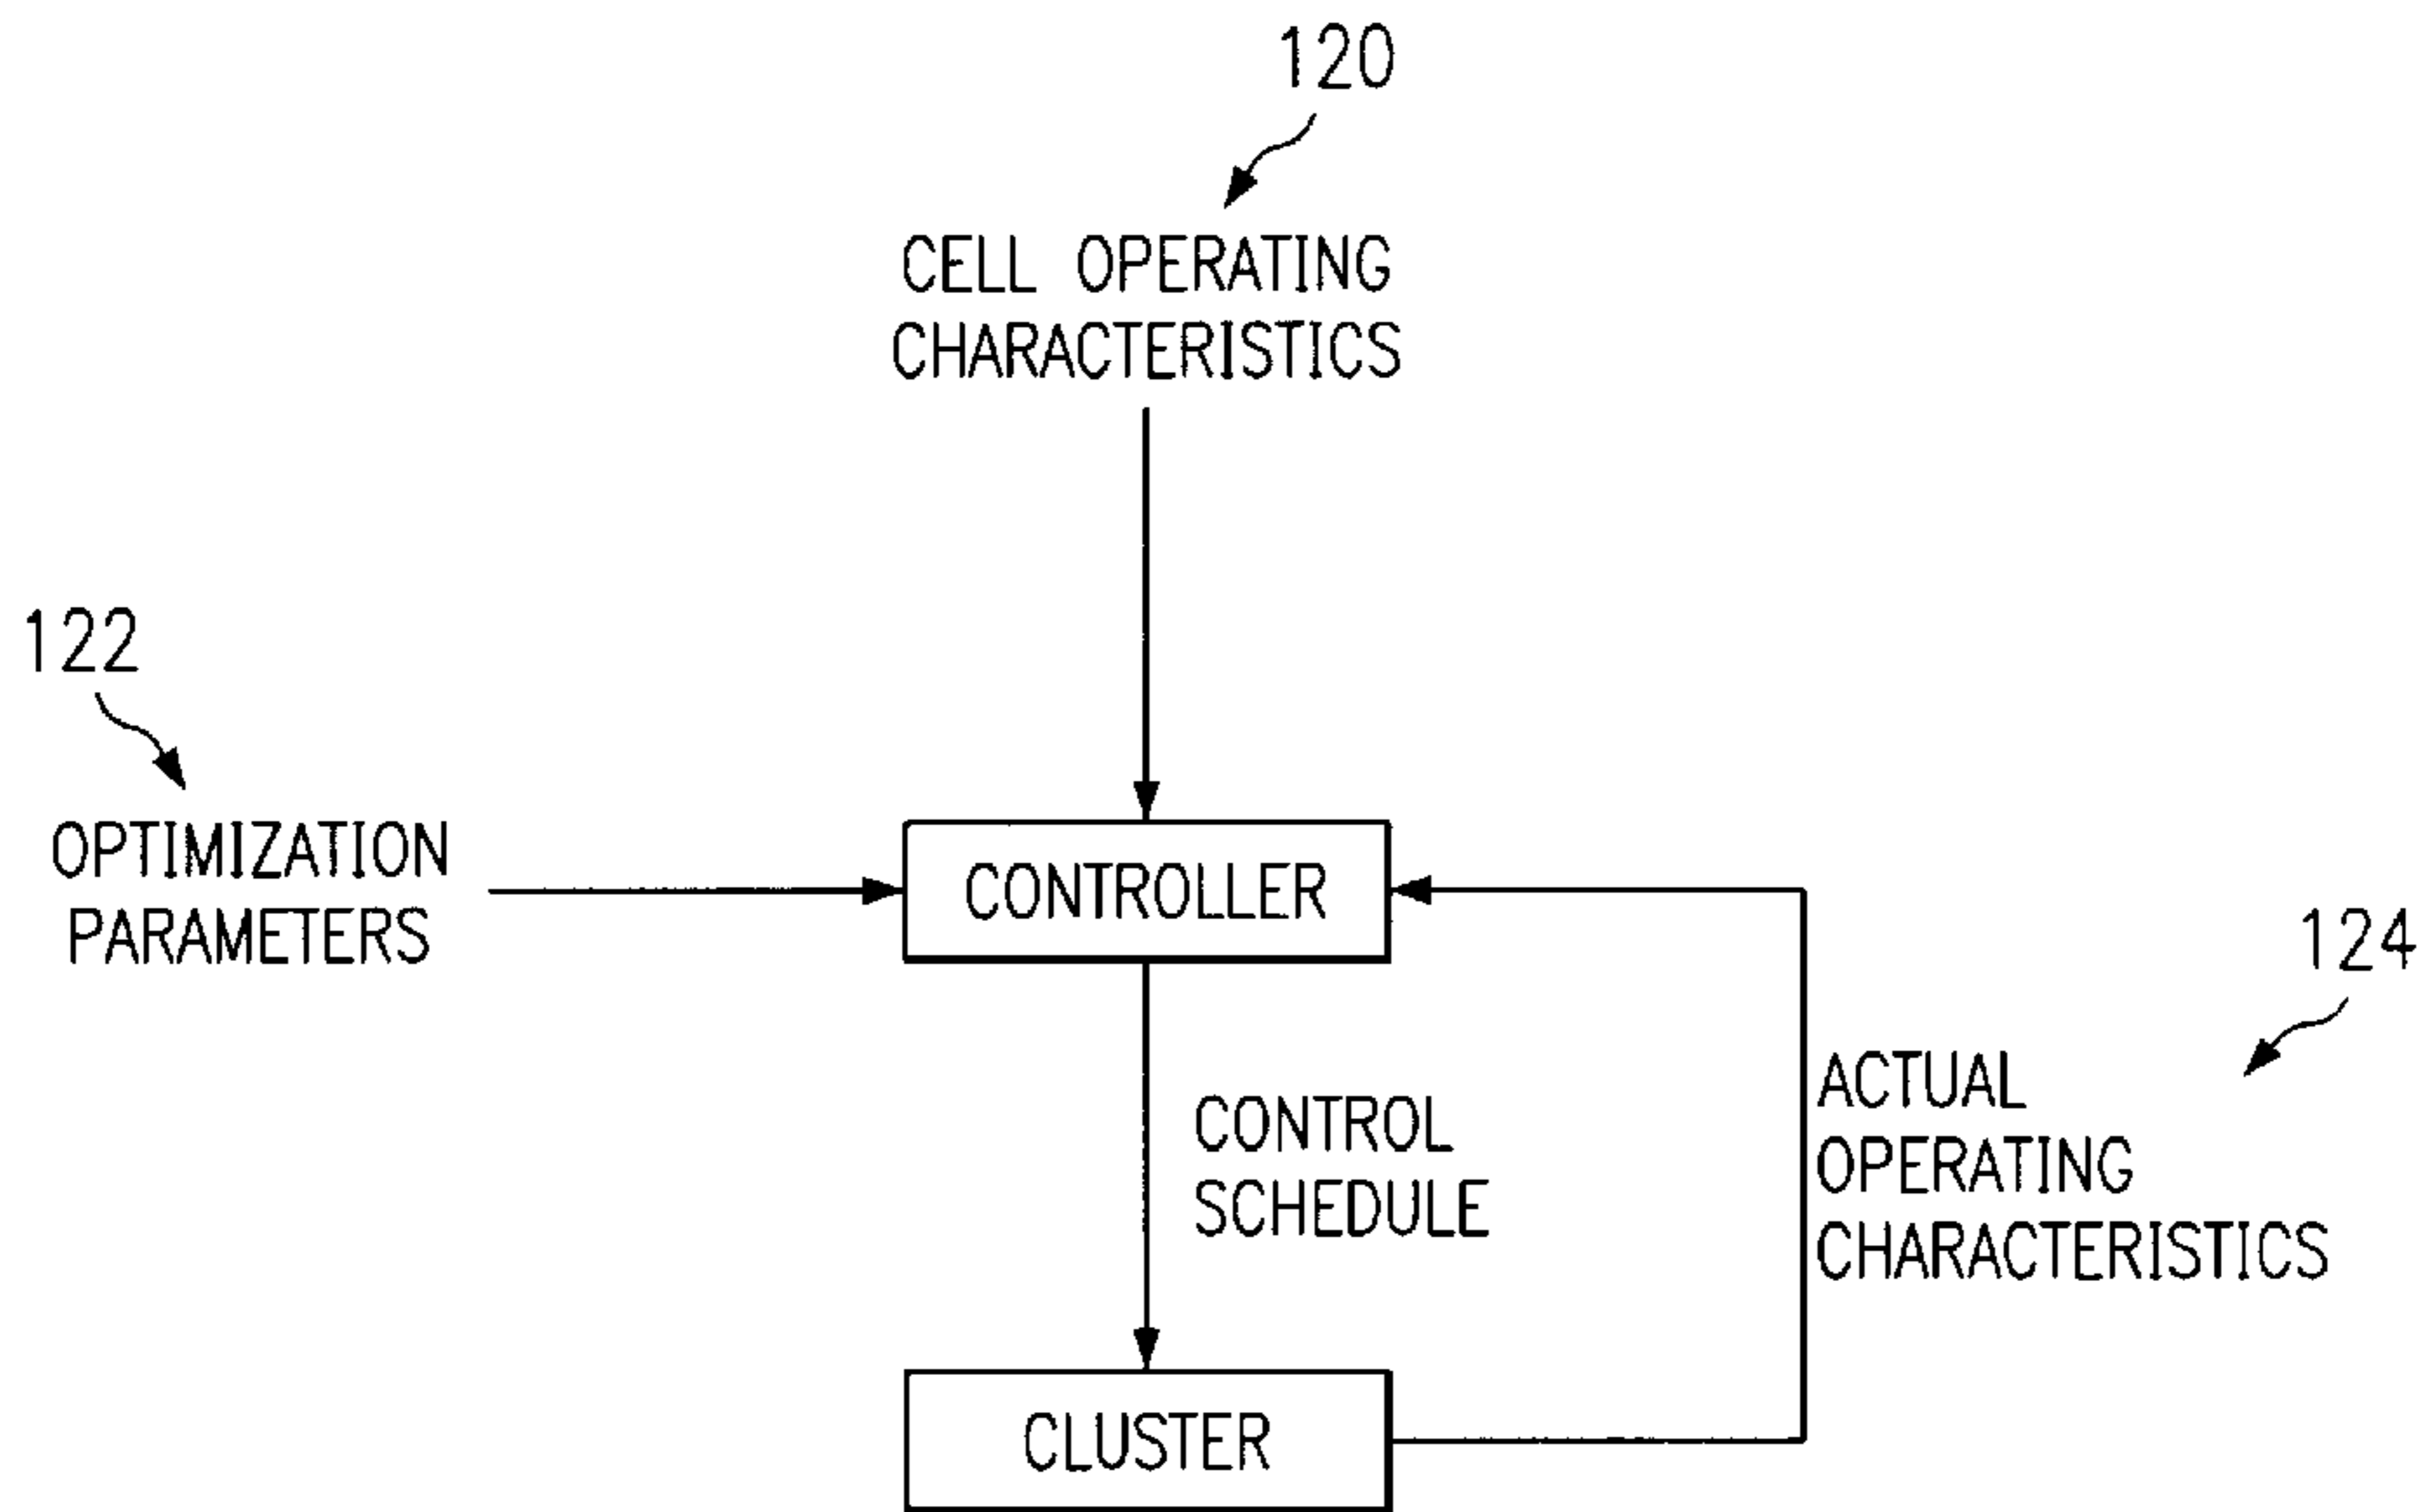 120
CELL OPERATING
CHARACTERISTICS
122
OPTIMIZATION
PARAMETERS
CONTROLLER
124
CONTROL
SCHEDULE
ACTUAL
OPERATING
CHARACTERISTICS
CLUSTER